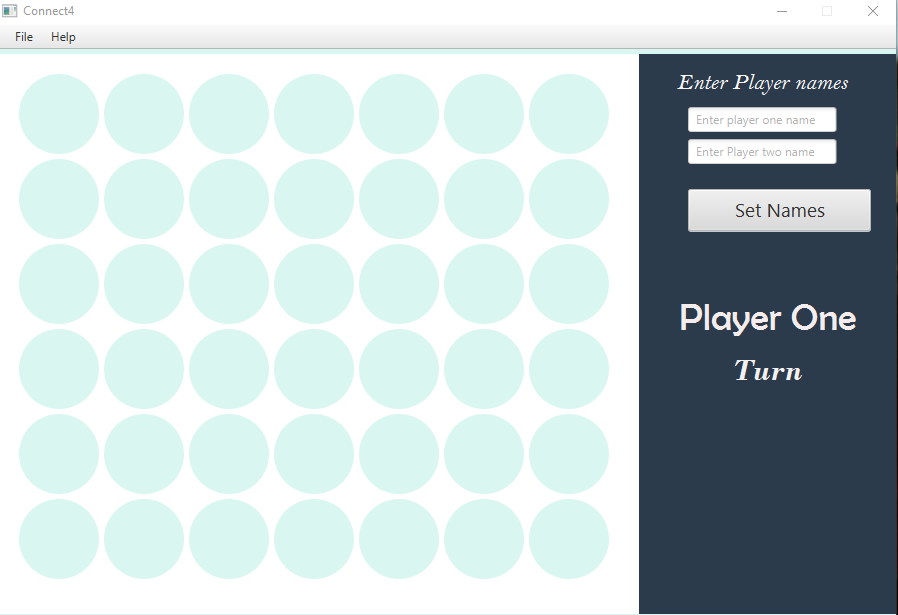 Connect4
File Help
Enter Player names
Enter player one name
Enter Player two name
Set Names
Player One
Turn